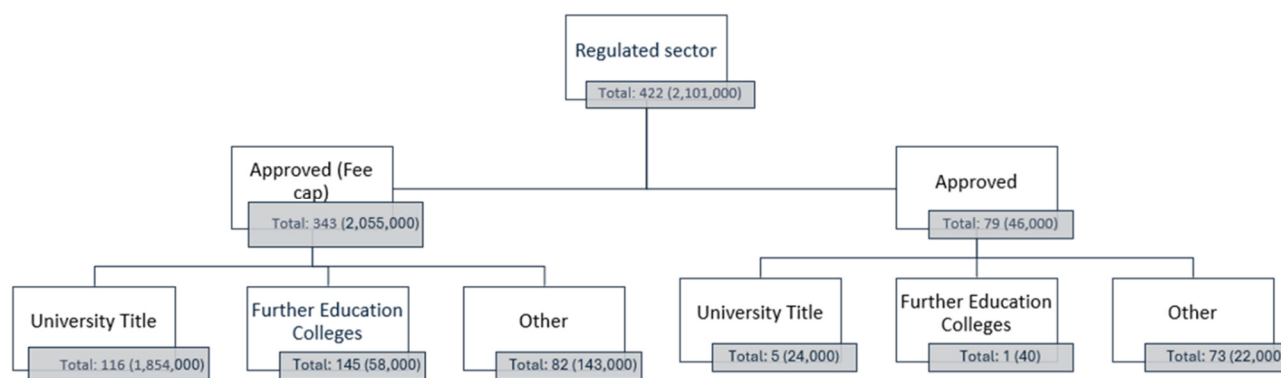 Regulated sector
Total: 422 (2,101,000)
Approved (Fee
cap)
Total: 343 (2,055,000)
Approved
Total: 79 (46,000)
University Title
Total: 116 (1,854,000)
Further Education
Colleges
Total: 145 (58,000)
Other
Total: 82 (143,000)
University Title
Total: 5 (24,000)
Further Education
Colleges
Total: 1 (40)
Other
Total: 73 (22,000